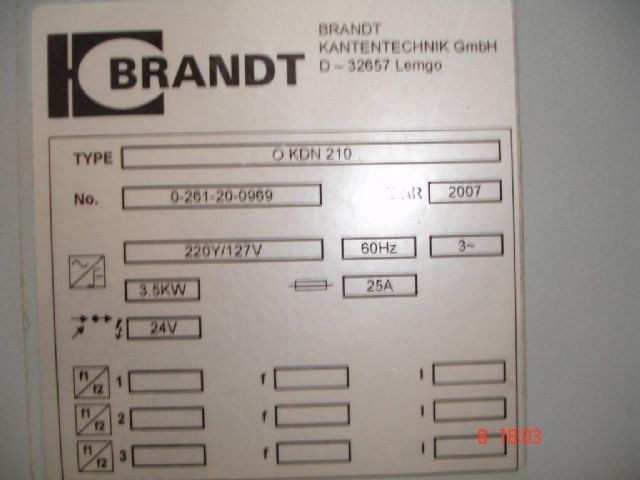 BRANDT
BRANDT
KANTENTECHNIK GmbH
D - 32657 Lemgo
TYPE O KDN 210
No. 0-261-20-0969 2007
220Y/127V 60Hz 3~
3.5KW 25A
24V
f1/f2 1 f I
f1/f2 2 f I
f1/f2 3 f I
8 18:03